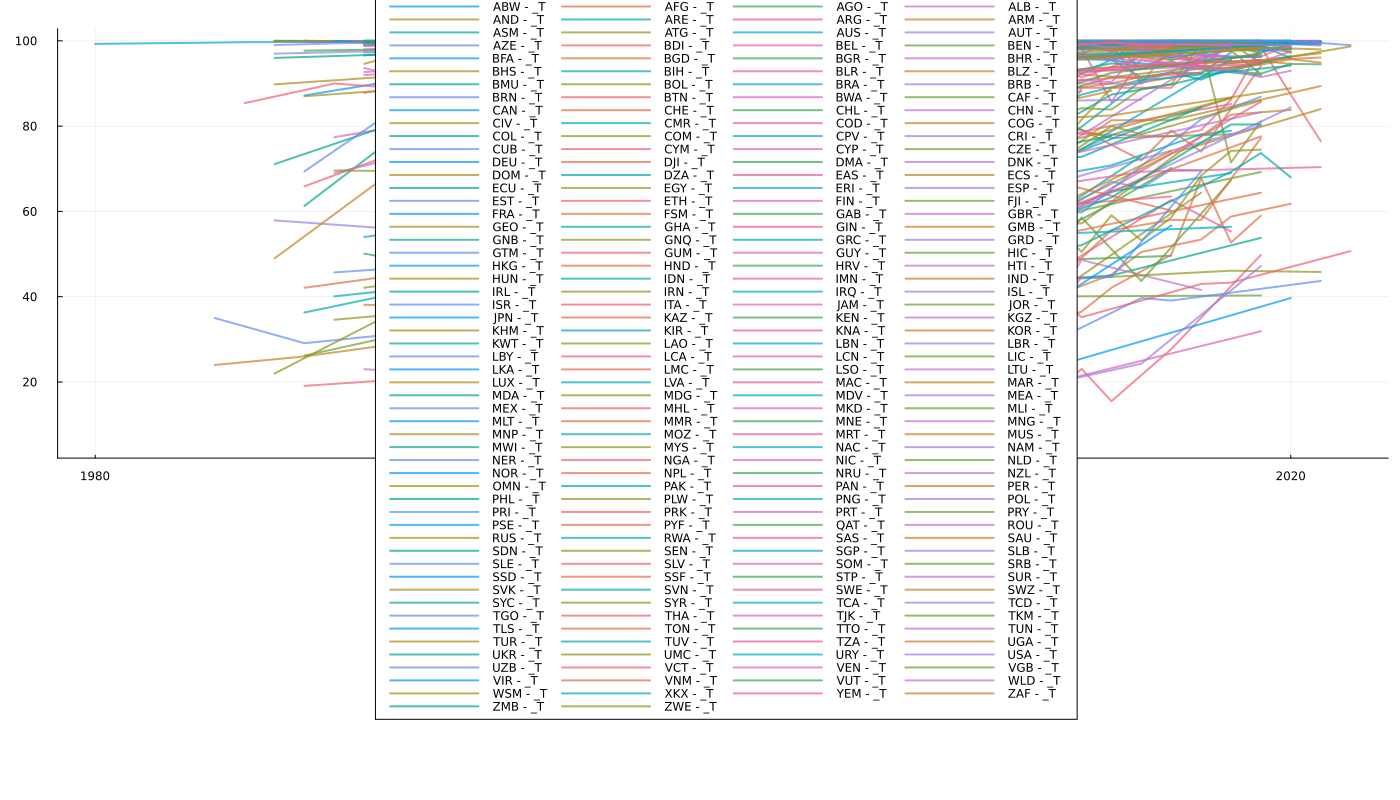 ABW - _T AFG - _T AGO - _T ALB - _T
AND - _T ARE - _T ARG - _T ARM - _T
ASM - _T ATG - _T AUS - _T AUT - _T
AZE - _T BDI - _T BEL - _T BEN - _T
BFA - _T BGD - _T BGR - _T BHR - _T
BHS - _T BIH - _T BLR - _T BLZ - _T
BMU - _T BOL - _T BRA - _T BRB - _T
BRN - _T BTN - _T BWA - _T CAF - _T
CAN - _T CHE - _T CHL - _T CHN - _T
CIV - _T CMR - _T COD - _T COG - _T
COL - _T COM - _T CPV - _T CRI - _T
CUB - _T CYM - _T CYP - _T CZE - _T
DEU - _T DJI - _T DMA - _T DNK - _T
DOM - _T DZA - _T EAS - _T ECS - _T
ECU - _T EGY - _T ERI - _T ESP - _T
EST - _T ETH - _T FIN - _T FJI - _T
FRA - _T FSM - _T GAB - _T GBR - _T
GEO - _T GHA - _T GIN - _T GMB - _T
GNB - _T GNQ - _T GRC - _T GRD - _T
GTM - _T GUM - _T GUY - _T HIC - _T
HKG - _T HND - _T HRV - _T HTI - _T
HUN - _T IDN - _T IMN - _T IND - _T
IRL - _T IRN - _T IRQ - _T ISL - _T
ISR - _T ITA - _T JAM - _T JOR - _T
JPN - _T KAZ - _T KEN - _T KGZ - _T
KHM - _T KIR - _T KNA - _T KOR - _T
KWT - _T LAO - _T LBN - _T LBR - _T
LBY - _T LCA - _T LCN - _T LIC - _T
LKA - _T LMC - _T LSO - _T LTU - _T
LUX - _T LVA - _T MAC - _T MAR - _T
MDA - _T MDG - _T MDV - _T MEA - _T
MEX - _T MHL - _T MKD - _T MLI - _T
MLT - _T MMR - _T MNE - _T MNG - _T
MNP - _T MOZ - _T MRT - _T MUS - _T
MWI - _T MYS - _T NAC - _T NAM - _T
NER - _T NGA - _T NIC - _T NLD - _T
NOR - _T NPL - _T NRU - _T NZL - _T
OMN - _T PAK - _T PAN - _T PER - _T
PHL - _T PLW - _T PNG - _T POL - _T
PRI - _T PRK - _T PRT - _T PRY - _T
PSE - _T PYF - _T QAT - _T ROU - _T
RUS - _T RWA - _T SAS - _T SAU - _T
SDN - _T SEN - _T SGP - _T SLB - _T
SLE - _T SLV - _T SOM - _T SRB - _T
SSD - _T SSF - _T STP - _T SUR - _T
SVK - _T SVN - _T SWE - _T SWZ - _T
SYC - _T SYR - _T TCA - _T TCD - _T
TGO - _T THA - _T TJK - _T TKM - _T
TLS - _T TON - _T TTO - _T TUN - _T
TUR - _T TUV - _T TZA - _T UGA - _T
UKR - _T UMC - _T URY - _T USA - _T
UZB - _T VCT - _T VEN - _T VGB - _T
VIR - _T VNM - _T VUT - _T WLD - _T
WSM - _T XKX - _T YEM - _T ZAF - _T
ZMB - _T ZWE - _T
100
80
60
40
20
1980
2020